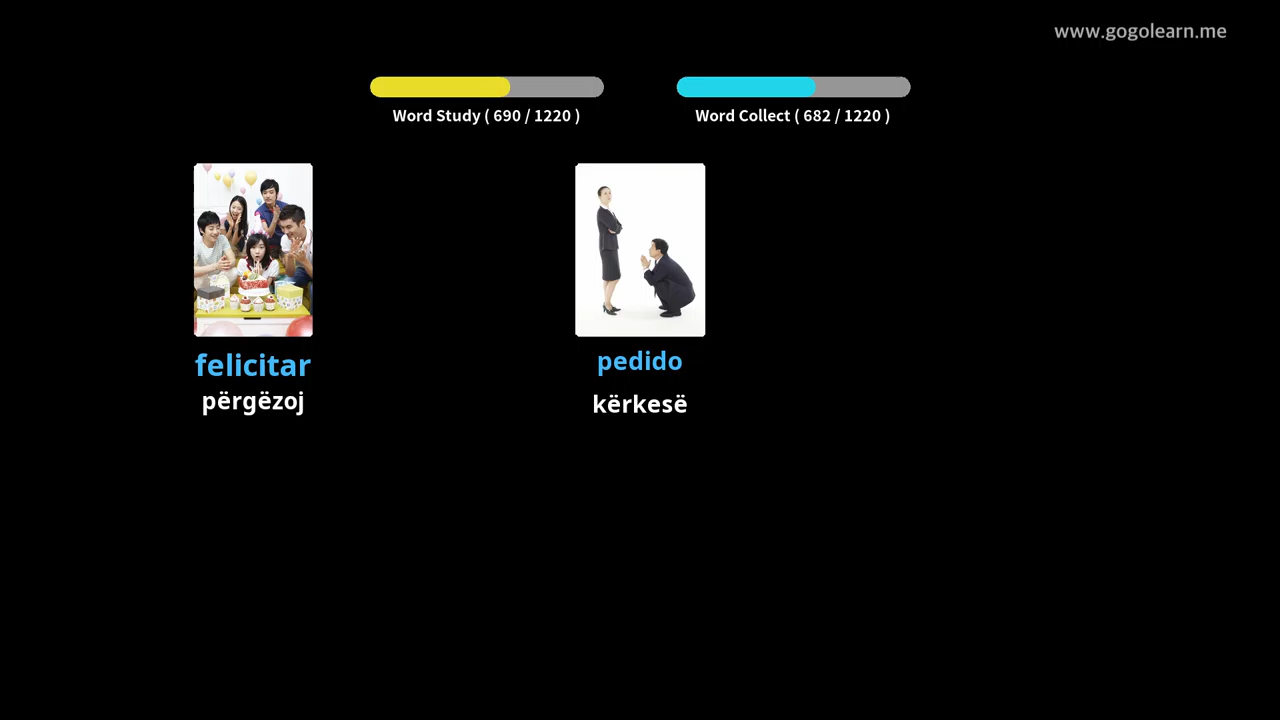 www.gogolearn.me
Word Study ( 690 / 1220 )
Word Collect ( 682 / 1220 )
felicitar
përgëzoj
pedido
kërkesë